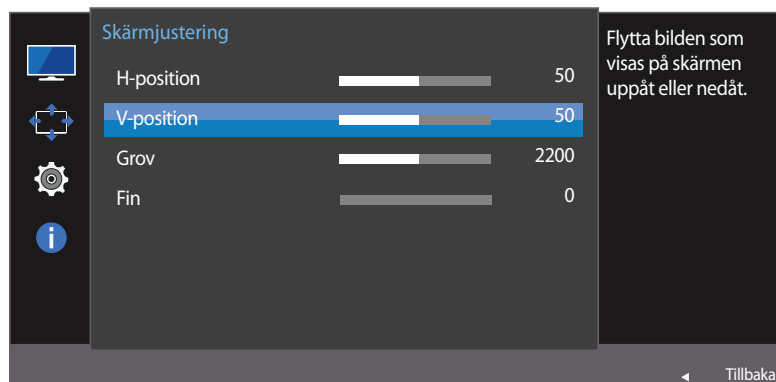 Skärmjustering
H-position 50
V-position 50
Grov 2200
Fin 0
Flytta bilden som
visas på skärmen
uppåt eller nedåt.
Tillbaka